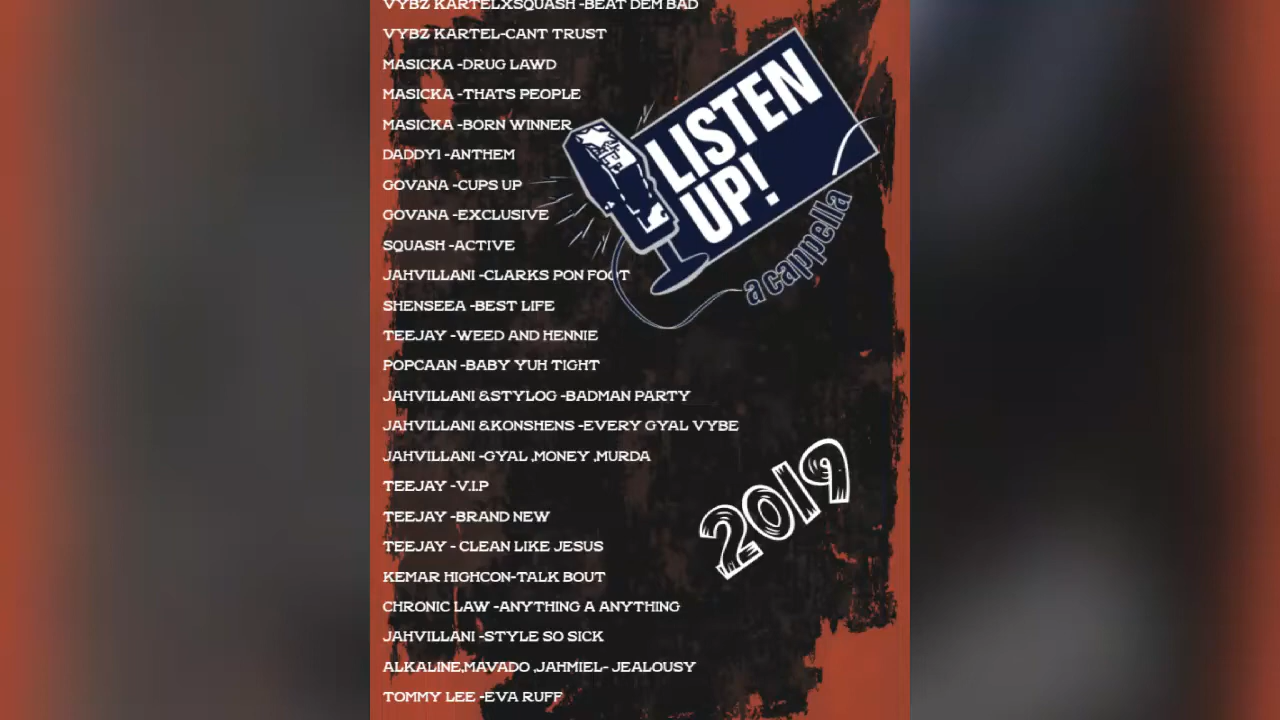 VYBZ KARTELXSQUASH -BEAT DEM BAD
VYBZ KARTEL-CANT TRUST
MASICKA -DRUG LAWD
MASICKA -THATS PEOPLE
MASICKA -BORN WINNER
DADDY1 -ANTHEM
GOVANA -CUPS UP
GOVANA -EXCLUSIVE
SQUASH -ACTIVE
JAHVILLANI -CLARKS PON FOOT
SHENSEEA -BEST LIFE
TEEJAY -WEED AND HENNIE
POPCAAN -BABY YUH TIGHT
JAHVILLANI &STYLOG -BADMAN PARTY
JAHVILLANI &KONSHENS -EVERY GYAL VYBE
JAHVILLANI -GYAL ,MONEY ,MURDA
TEEJAY -V.I.P
TEEJAY -BRAND NEW
TEEJAY - CLEAN LIKE JESUS
KEMAR HIGHCON-TALK BOUT
CHRONIC LAW -ANYTHING A ANYTHING
JAHVILLANI -STYLE SO SICK
ALKALINE,MAVADO ,JAHMIEL- JEALOUSY
TOMMY LEE -EVA RUFF
LISTEN
UP!
a cappella
2019